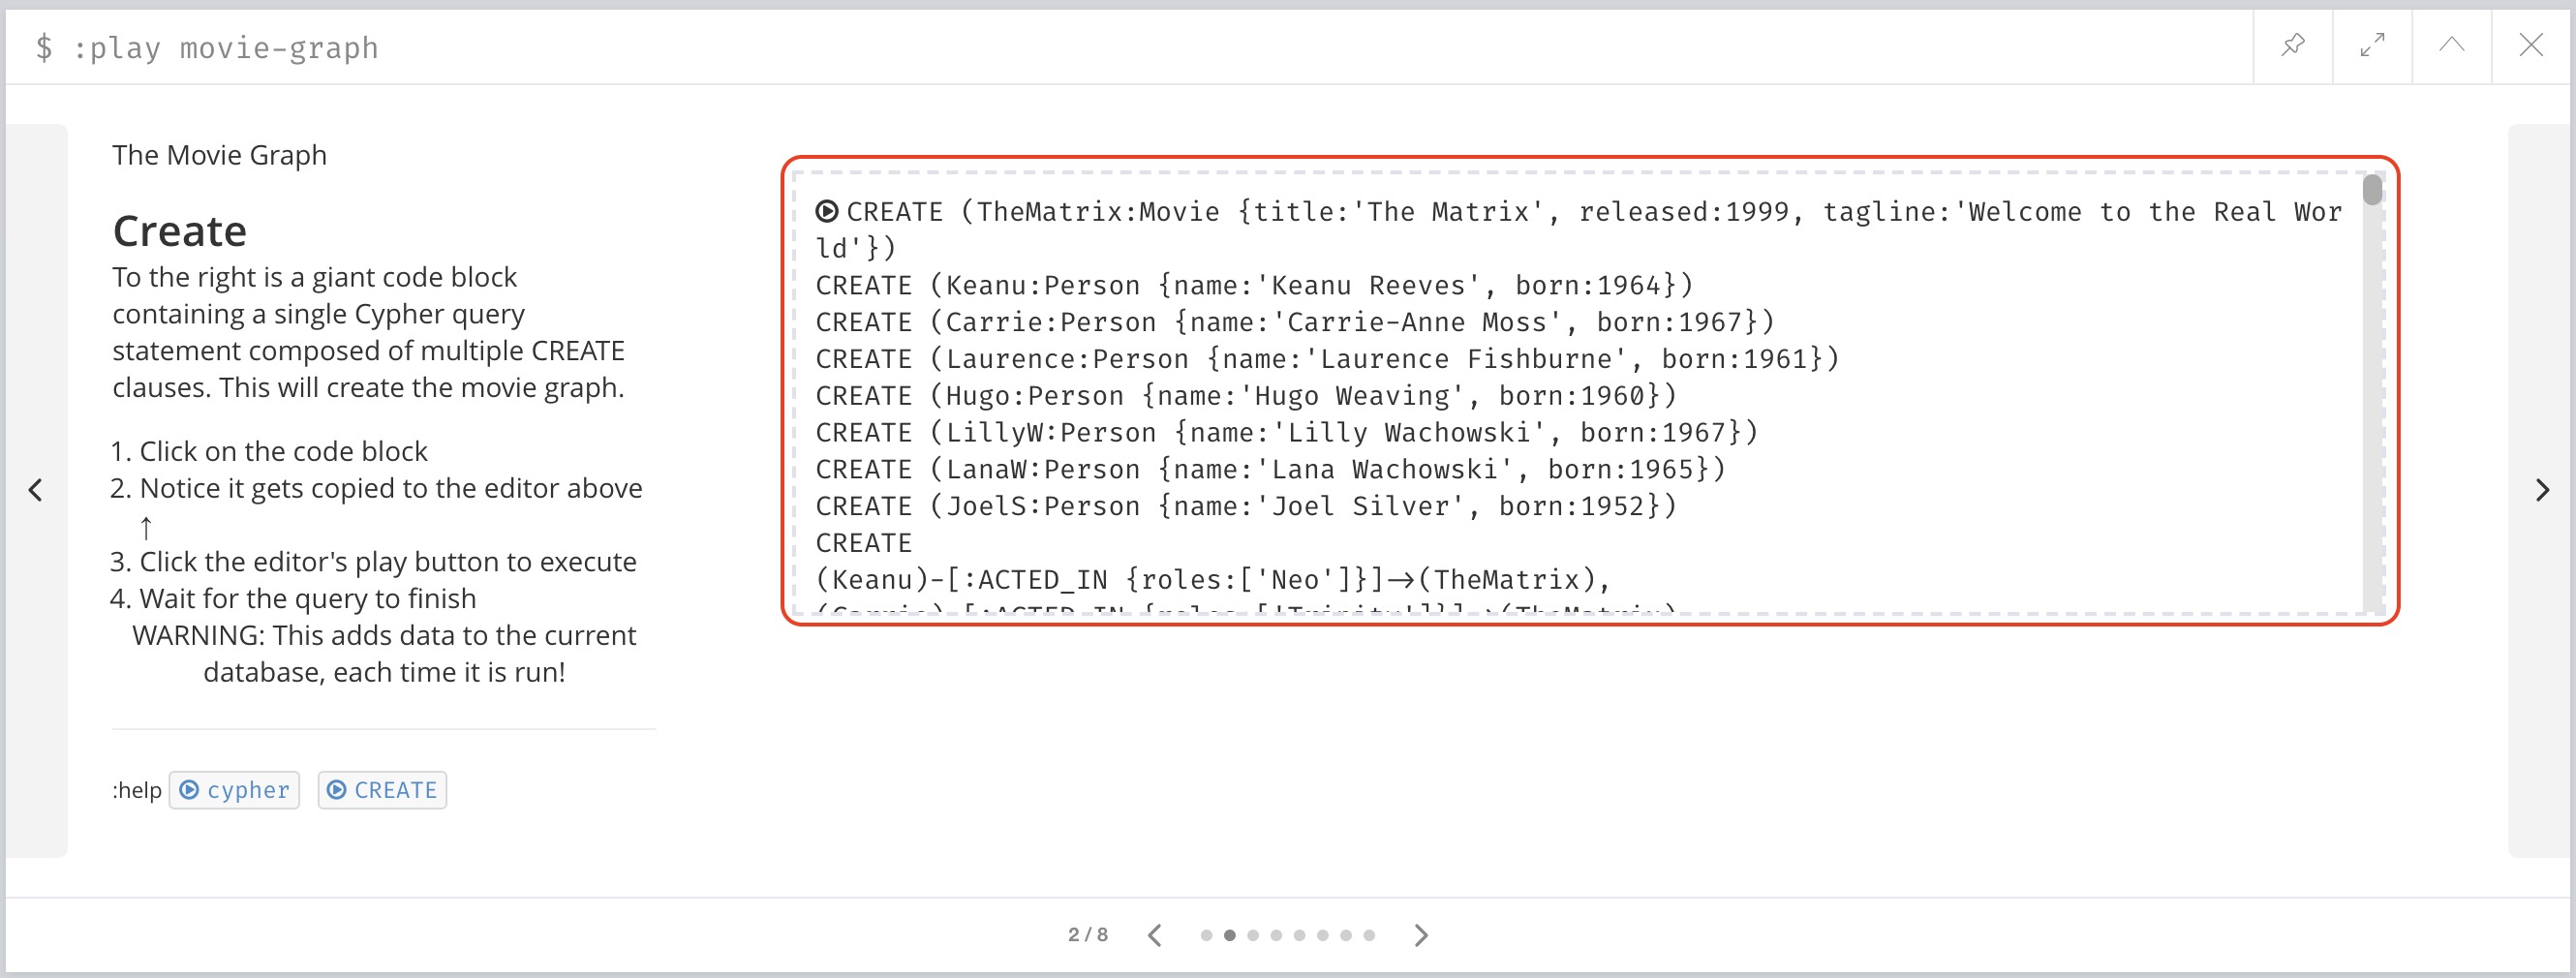 $ :play movie-graph
The Movie Graph
Create
To the right is a giant code block
containing a single Cypher query
statement composed of multiple CREATE
clauses. This will create the movie graph.
1. Click on the code block
2. Notice it gets copied to the editor above
↑
3. Click the editor's play button to execute
4. Wait for the query to finish
WARNING: This adds data to the current
database, each time it is run!
:help cypher CREATE
CREATE (TheMatrix:Movie {title:'The Matrix', released:1999, tagline:'Welcome to the Real Wor
ld'})
CREATE (Keanu:Person {name:'Keanu Reeves', born:1964})
CREATE (Carrie:Person {name:'Carrie-Anne Moss', born:1967})
CREATE (Laurence:Person {name:'Laurence Fishburne', born:1961})
CREATE (Hugo:Person {name:'Hugo Weaving', born:1960})
CREATE (LillyW:Person {name:'Lilly Wachowski', born:1967})
CREATE (LanaW:Person {name:'Lana Wachowski', born:1965})
CREATE (JoelS:Person {name:'Joel Silver', born:1952})
CREATE
(Keanu)-[:ACTED_IN {roles:['Neo']}]->(TheMatrix),
(Carrie)-[:ACTED_IN {roles:['Trinity']}]->(TheMatrix)
2 / 8